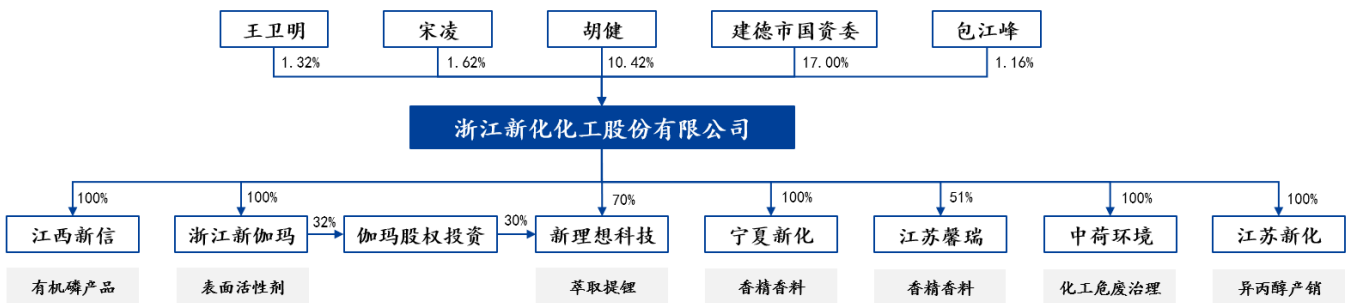 王卫明 宋凌 胡健 建德市国资委 包江峰
1.32% 1.62% 10.42% 17.00% 1.16%
浙江新化化工股份有限公司
100% 100% 70% 100% 51% 100% 100%
江西新信 浙江新伽玛 32% 伽玛股权投资 30% 新理想科技 宁夏新化 江苏馨瑞 中荷环境 江苏新化
有机磷产品 表面活性剂 萃取提锂 香精香料 香精香料 化工危废治理 异丙醇产销